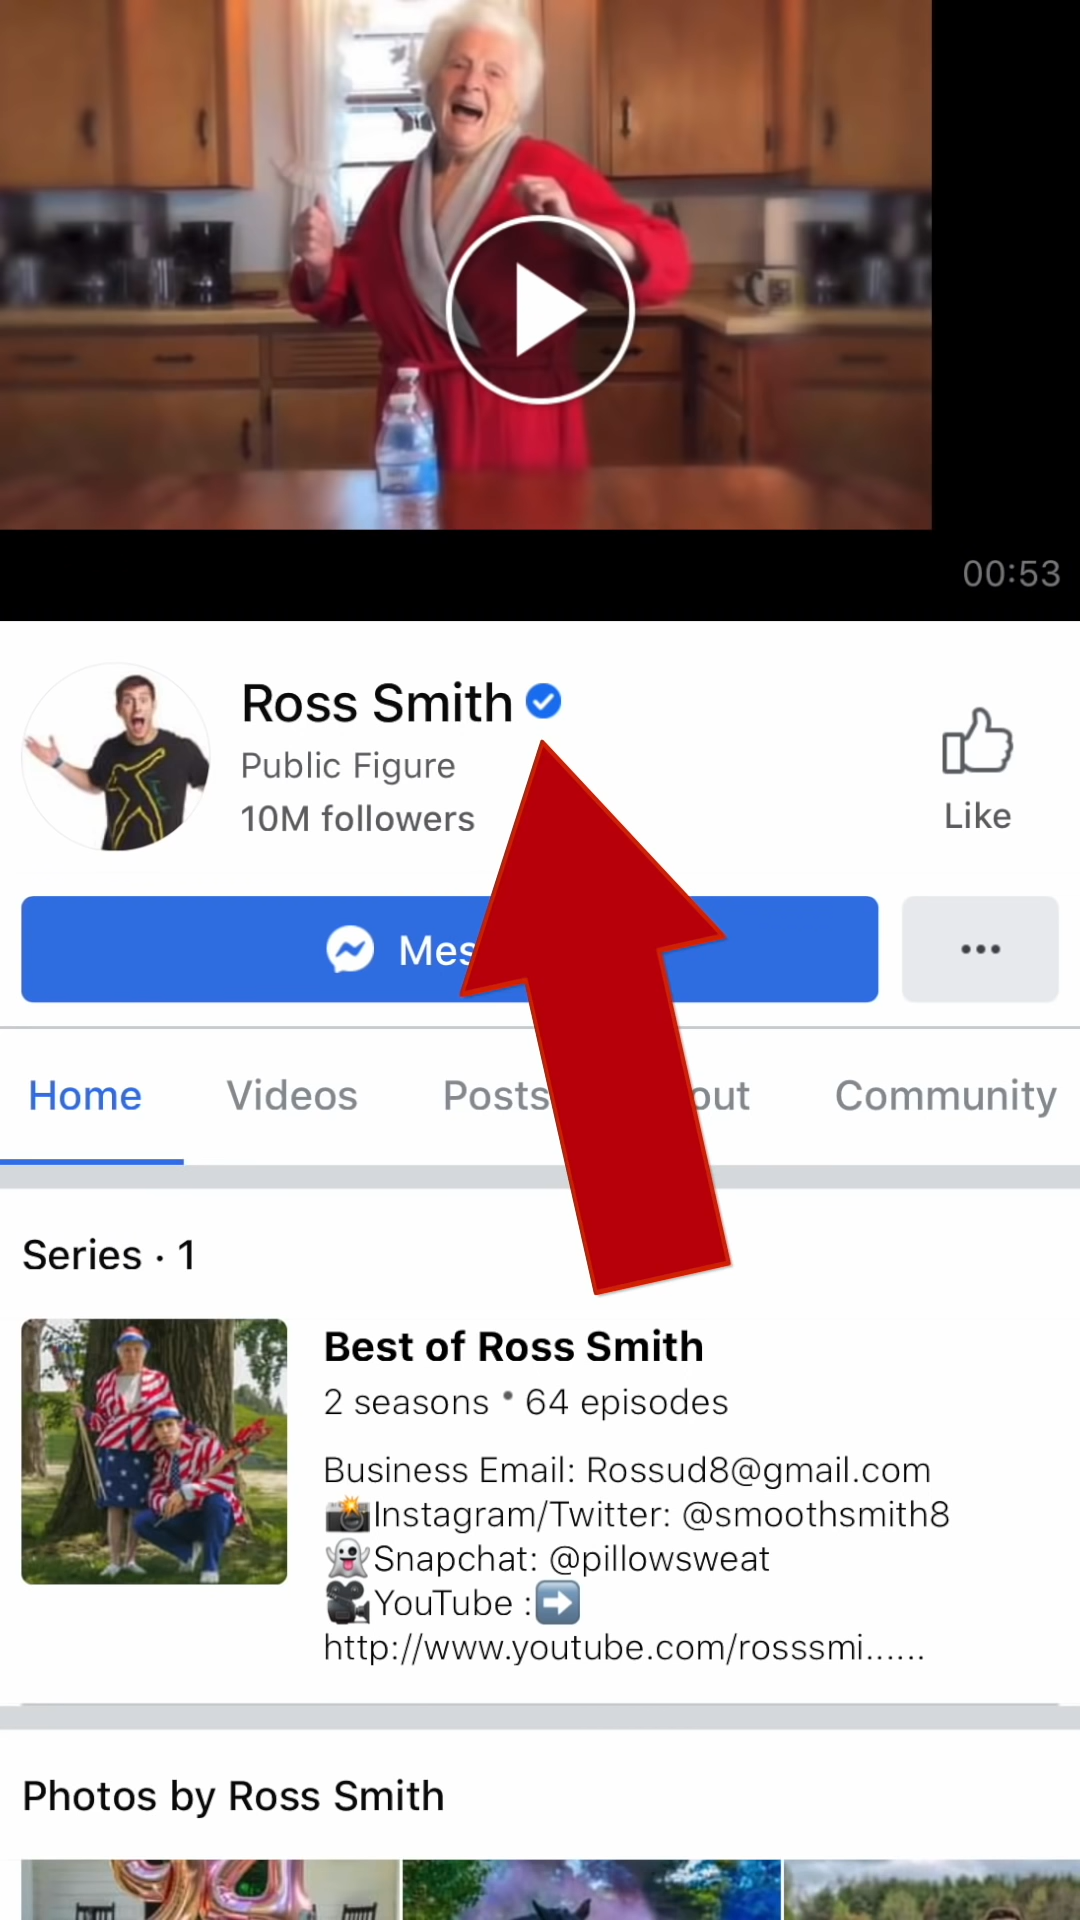 00:53
Ross Smith
Public Figure
10M followers
Like
Home
Videos
Posts
Community
Series · 1
Best of Ross Smith
2 seasons • 64 episodes
Business Email: Rossud8@gmail.com
📸Instagram/Twitter: @smoothsmith8
👻Snapchat: @pillowsweat
🎥YouTube :➡️
http://www.youtube.com/rosssmi......
Photos by Ross Smith